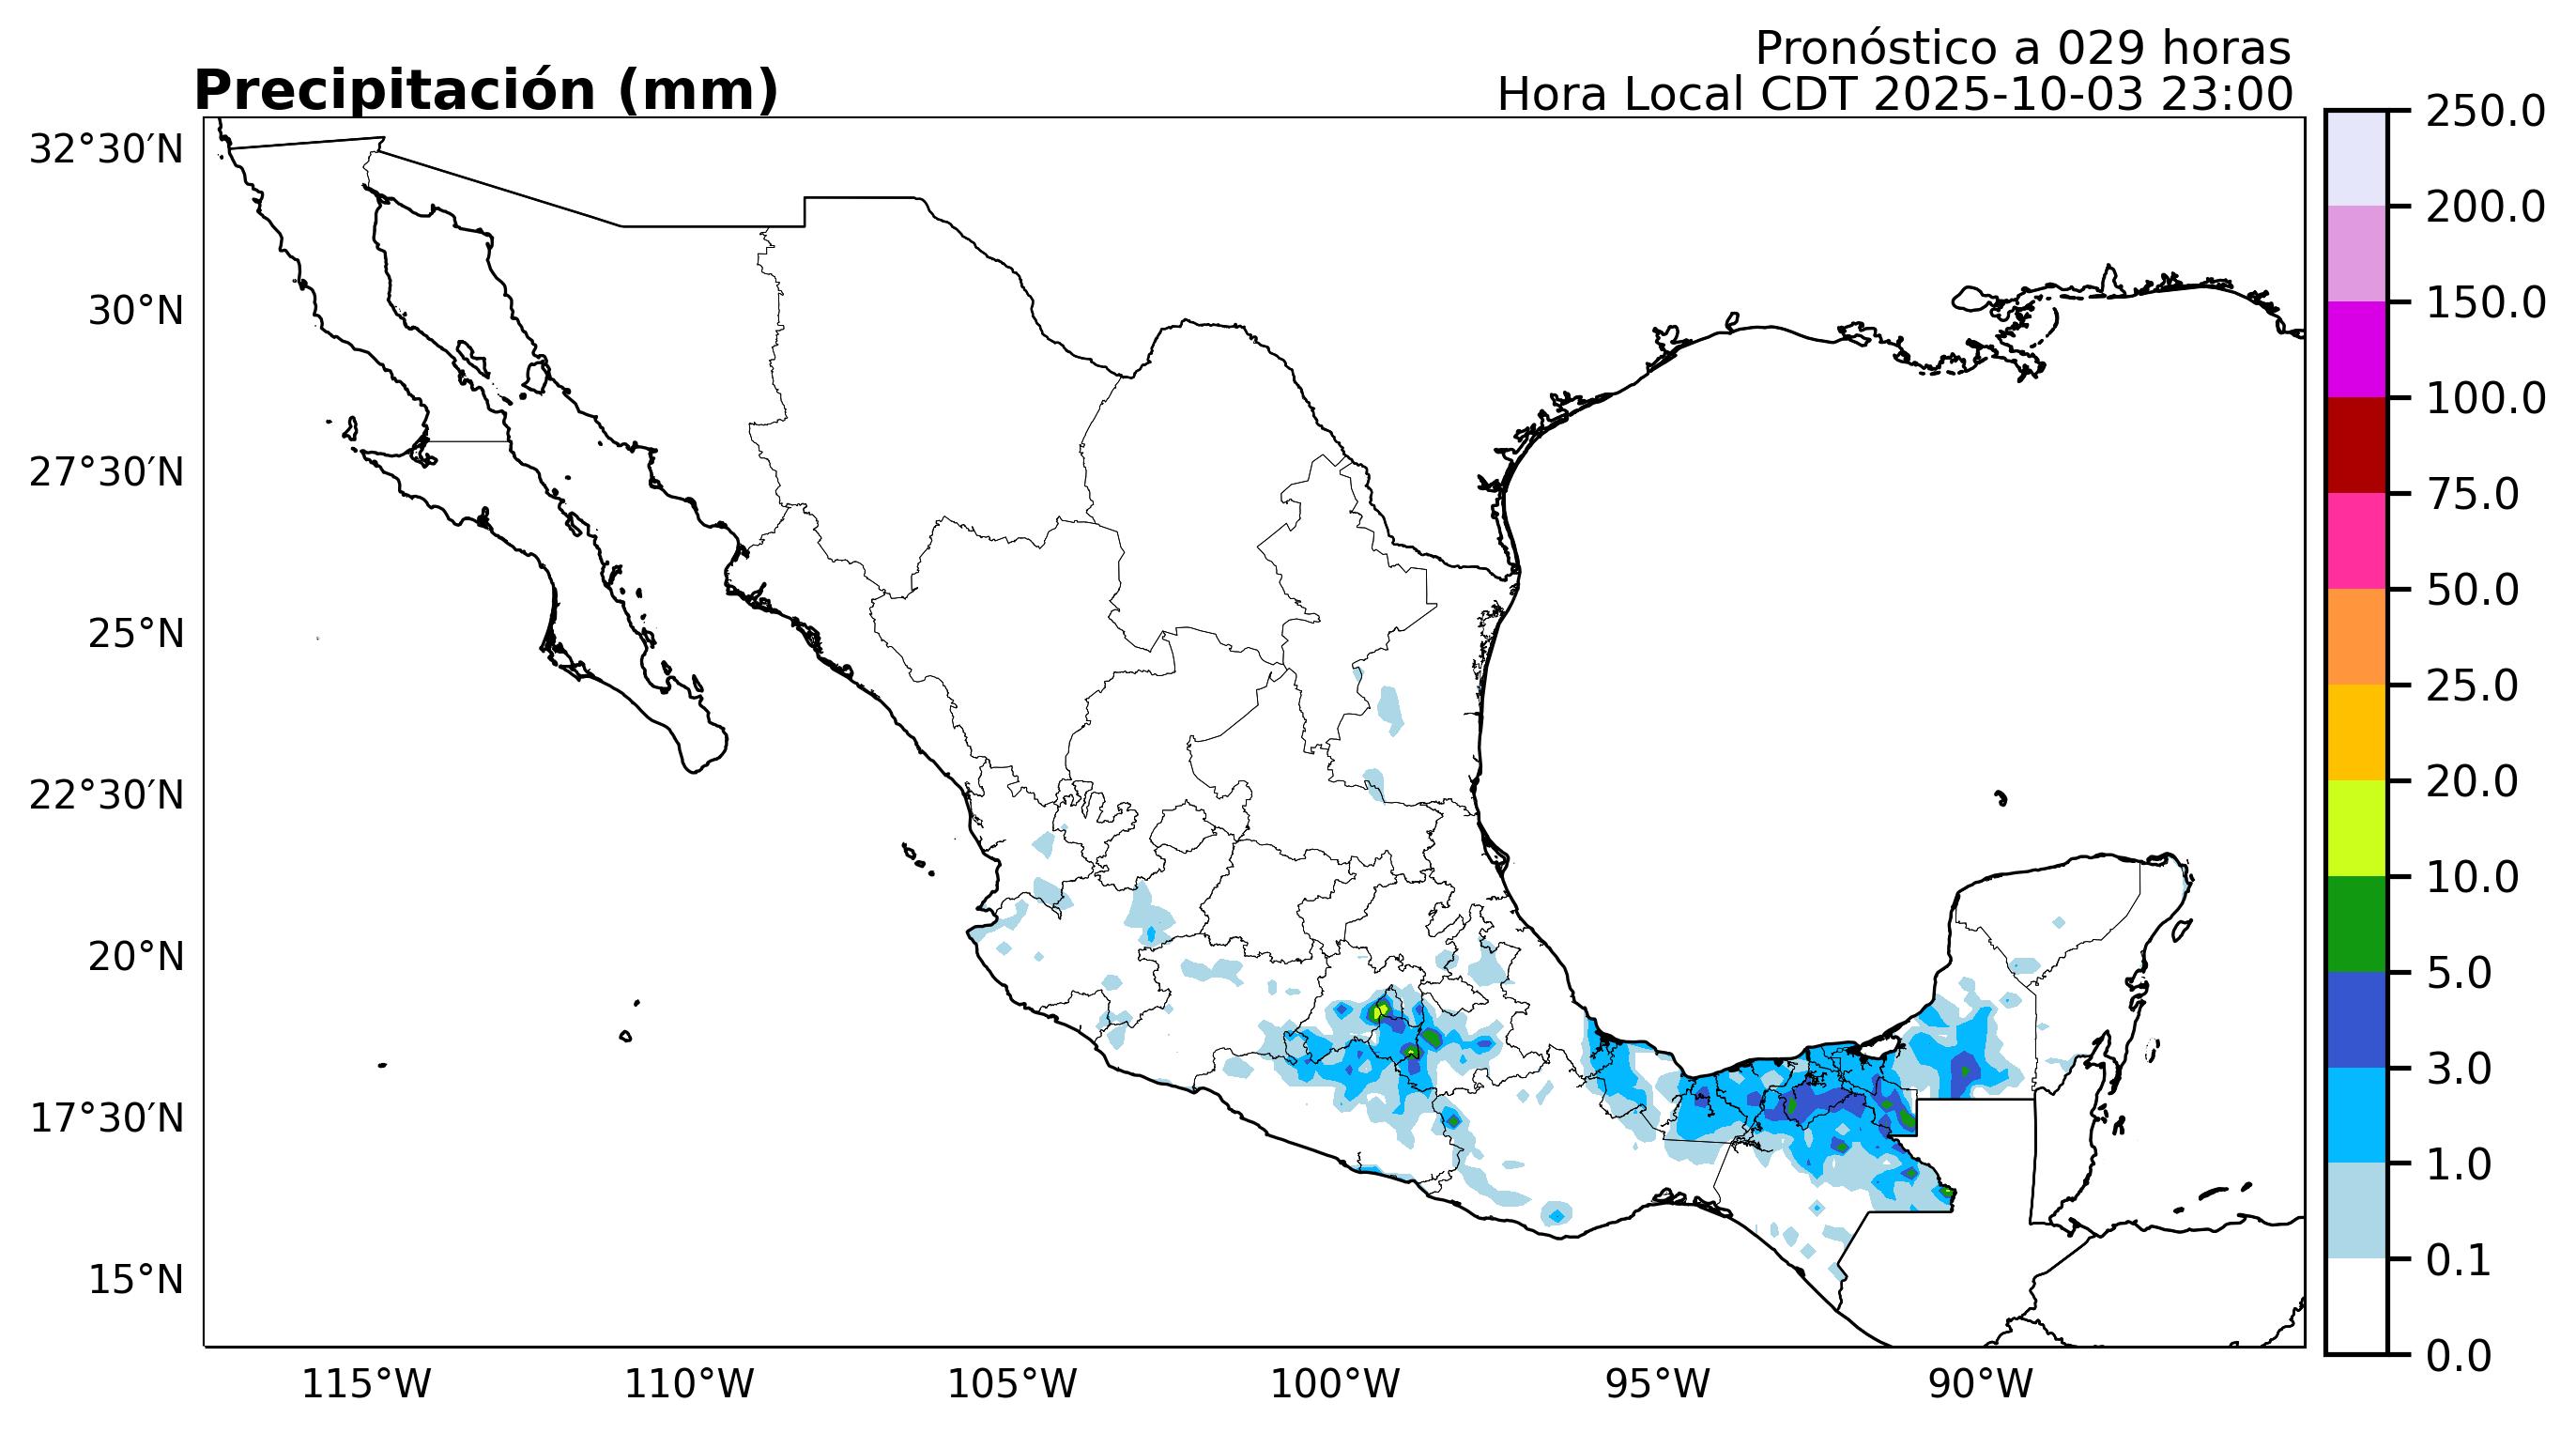 Pronóstico a 029 horas
Precipitación (mm)
Hora Local CDT 2025-10-03 23:00
32°30′N
30°N
27°30′N
25°N
22°30′N
20°N
17°30′N
15°N
115°W
110°W
105°W
100°W
95°W
90°W
250.0
200.0
150.0
100.0
75.0
50.0
25.0
20.0
10.0
5.0
3.0
1.0
0.1
0.0